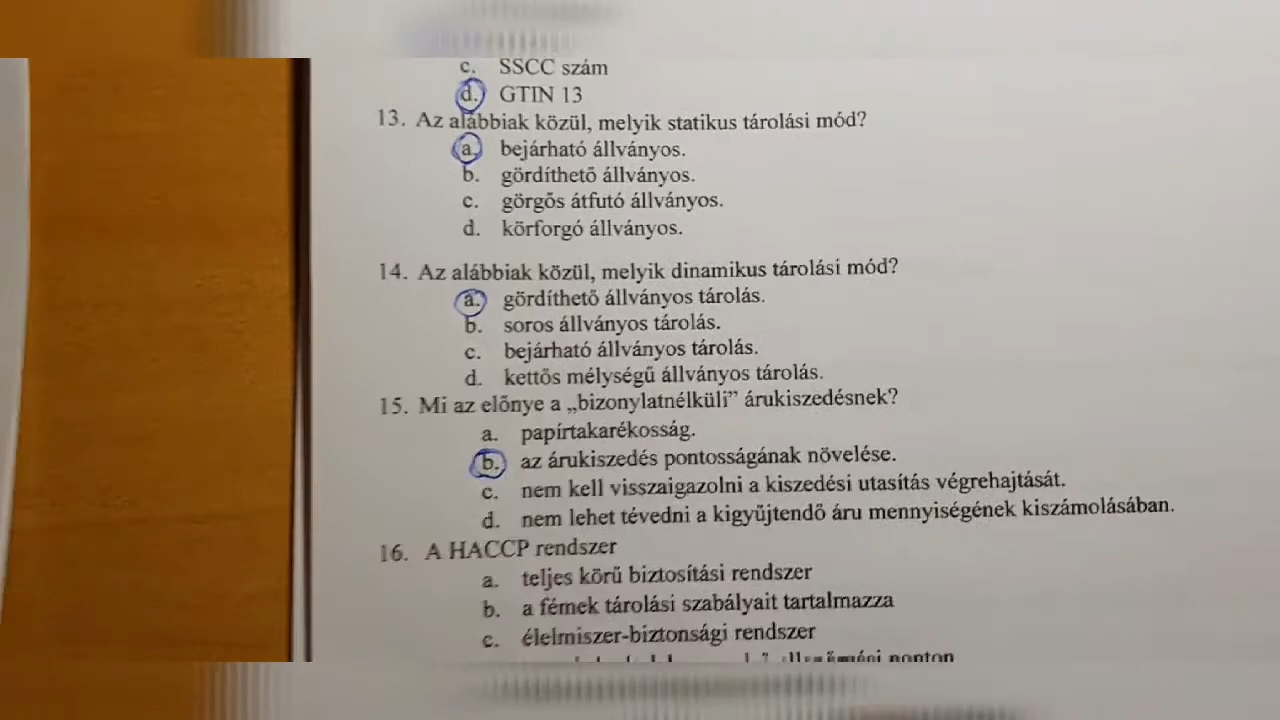 c. SSCC szám
d. GTIN 13
13. Az alábbiak közül, melyik statikus tárolási mód?
a. bejárható állványos.
b. gördíthető állványos.
c. görgős átfutó állványos.
d. körforgó állványos.
14. Az alábbiak közül, melyik dinamikus tárolási mód?
a. gördíthető állványos tárolás.
b. soros állványos tárolás.
c. bejárható állványos tárolás.
d. kettős mélységű állványos tárolás.
15. Mi az előnye a „bizonylatnélküli” árukiszedésnek?
a. papírtakarékosság.
b. az árukiszedés pontosságának növelése.
c. nem kell visszaigazolni a kiszedési utasítás végrehajtását.
d. nem lehet tévedni a kigyűjtendő áru mennyiségének kiszámolásában.
16. A HACCP rendszer
a. teljes körű biztosítási rendszer
b. a fémek tárolási szabályait tartalmazza
c. élelmiszer-biztonsági rendszer